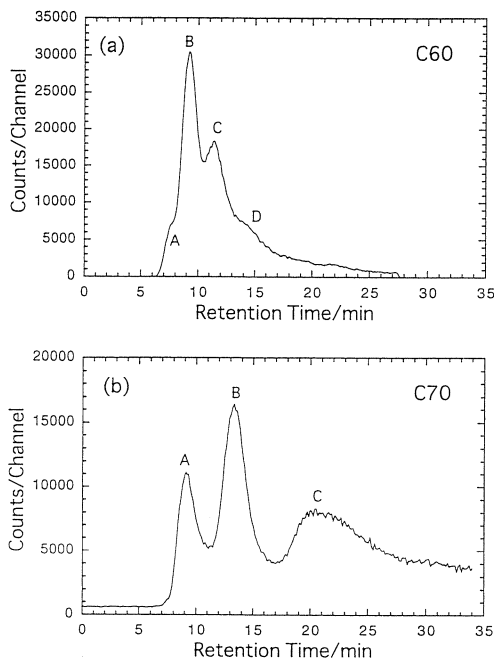 (a)
C60
35000
30000
25000
20000
15000
10000
5000
0
Counts/Channel
B
C
A
D
0 5 10 15 20 25 30 35
Retention Time/min
(b)
C70
20000
15000
10000
5000
0
Counts/Channel
A
B
C
0 5 10 15 20 25 30 35
Retention Time/min